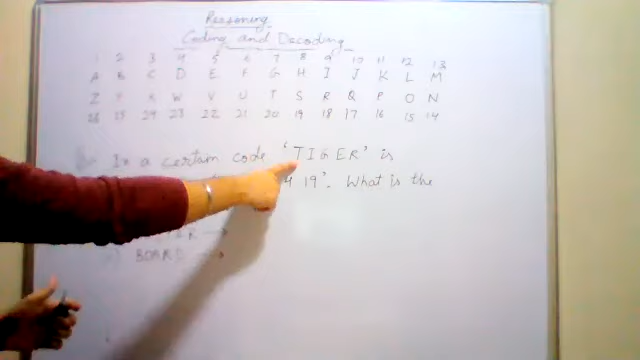 Reasoning
Coding and Decoding
1 2 3 4 5 6 7 8 9 10 11 12 13
A B C D E F G H I J K L M
Z Y X W V U T S R Q P O N
26 25 24 23 22 21 20 19 18 17 16 15 14
In a certain code 'TIGER' is
19'. What is the
BOARD →